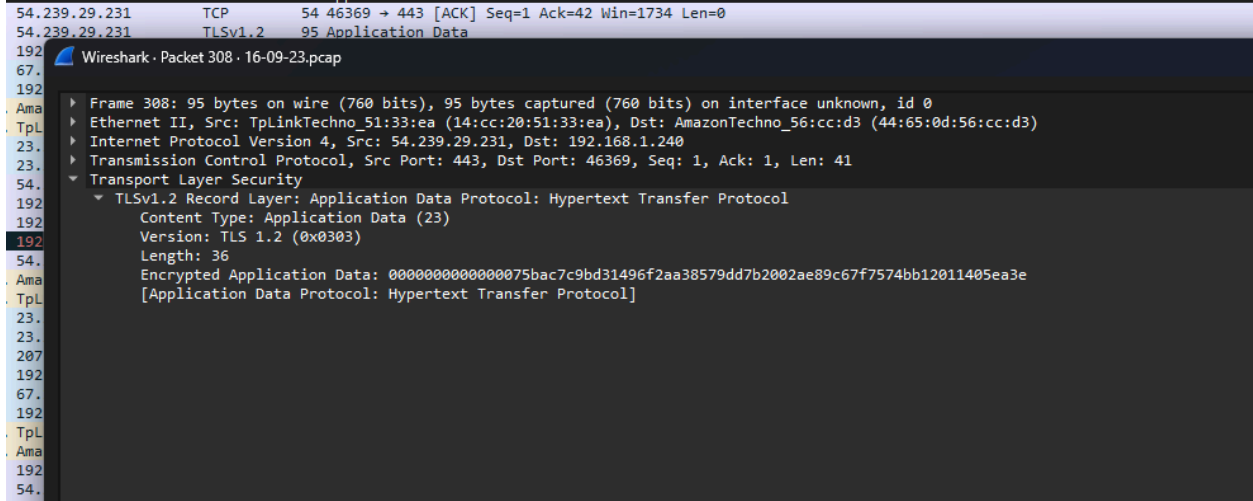 54.239.29.231 TCP 54 46369 → 443 [ACK] Seq=1 Ack=42 Win=1734 Len=0
54.239.29.231 TLSv1.2 95 Application Data
192
Wireshark · Packet 308 · 16-09-23.pcap
67.
192
Ama
Frame 308: 95 bytes on wire (760 bits), 95 bytes captured (760 bits) on interface unknown, id 0
TpL
Ethernet II, Src: TpLinkTechno_51:33:ea (14:cc:20:51:33:ea), Dst: AmazonTechno_56:cc:d3 (44:65:0d:56:cc:d3)
23.
Internet Protocol Version 4, Src: 54.239.29.231, Dst: 192.168.1.240
23.
Transmission Control Protocol, Src Port: 443, Dst Port: 46369, Seq: 1, Ack: 1, Len: 41
54.
Transport Layer Security
192
TLSv1.2 Record Layer: Application Data Protocol: Hypertext Transfer Protocol
192
Content Type: Application Data (23)
192
Version: TLS 1.2 (0x0303)
54.
Length: 36
Ama
Encrypted Application Data: 0000000000000075bac7c9bd31496f2aa38579dd7b2002ae89c67f7574bb12011405ea3e
TpL
[Application Data Protocol: Hypertext Transfer Protocol]
23.
23.
207
192
67.
192
TpL
Ama
192
54.